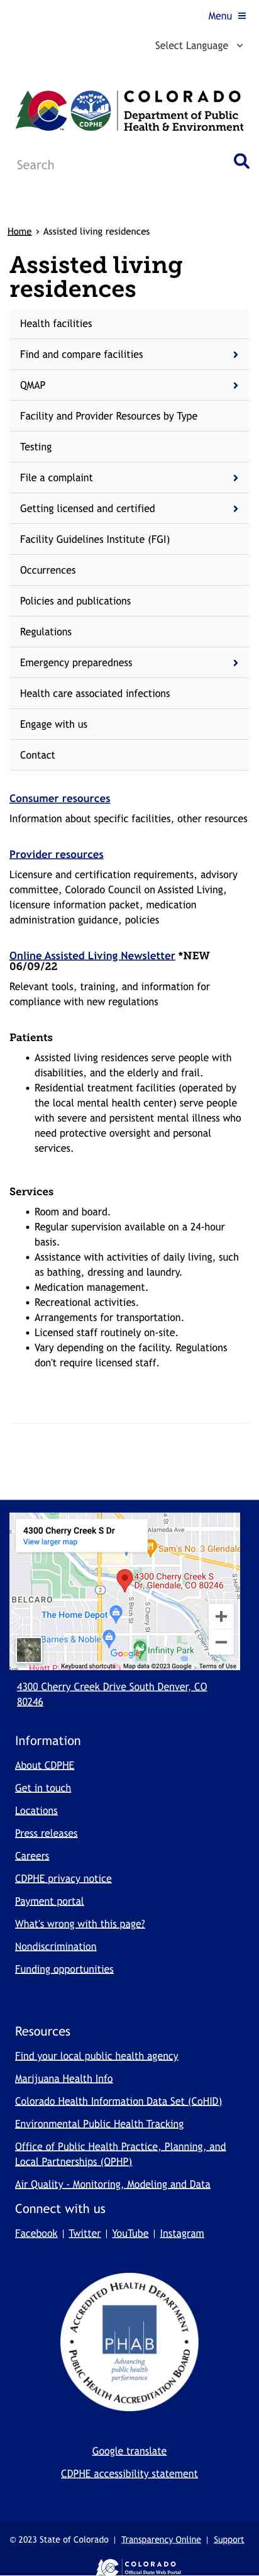 Menu
Select Language
COLORADO
CDPHE
Department of Public
Health & Environment
Search
Home › Assisted living residences
Assisted living
residences
Health facilities
Find and compare facilities
QMAP
Facility and Provider Resources by Type
Testing
File a complaint
Getting licensed and certified
Facility Guidelines Institute (FGI)
Occurrences
Policies and publications
Regulations
Emergency preparedness
Health care associated infections
Engage with us
Contact
Consumer resources
Information about specific facilities, other resources
Provider resources
Licensure and certification requirements, advisory
committee, Colorado Council on Assisted Living,
licensure information packet, medication
administration guidance, policies
Online Assisted Living Newsletter *NEW
06/09/22
Relevant tools, training, and information for
compliance with new regulations
Patients
• Assisted living residences serve people with
disabilities, and the elderly and frail.
• Residential treatment facilities (operated by
the local mental health center) serve people
with severe and persistent mental illness who
need protective oversight and personal
services.
Services
• Room and board.
• Regular supervision available on a 24-hour
basis.
• Assistance with activities of daily living, such
as bathing, dressing and laundry.
• Medication management.
• Recreational activities.
• Arrangements for transportation.
• Licensed staff routinely on-site.
• Vary depending on the facility. Regulations
don't require licensed staff.
4300 Cherry Creek S Dr
View larger map
Alameda Ave
Sam's No. 3 Glendale
4300 Cherry Creek S
Dr, Glendale, CO 80246
BELCARO
S Birch St
S Cherry St
The Home Depot
Barnes & Noble
Infinity Park
Google
Keyboard shortcuts Map data ©2023 Google Terms of Use
4300 Cherry Creek Drive South Denver, CO
80246
Information
About CDPHE
Get in touch
Locations
Press releases
Careers
CDPHE privacy notice
Payment portal
What's wrong with this page?
Nondiscrimination
Funding opportunities
Resources
Find your local public health agency
Marijuana Health Info
Colorado Health Information Data Set (CoHID)
Environmental Public Health Tracking
Office of Public Health Practice, Planning, and
Local Partnerships (OPHP)
Air Quality - Monitoring, Modeling and Data
Connect with us
Facebook | Twitter | YouTube | Instagram
ACCREDITED HEALTH DEPARTMENT
PHAB
Advancing
public health
performance
PUBLIC HEALTH ACCREDITATION BOARD
Google translate
CDPHE accessibility statement
© 2023 State of Colorado | Transparency Online | Support
COLORADO
Official State Web Portal